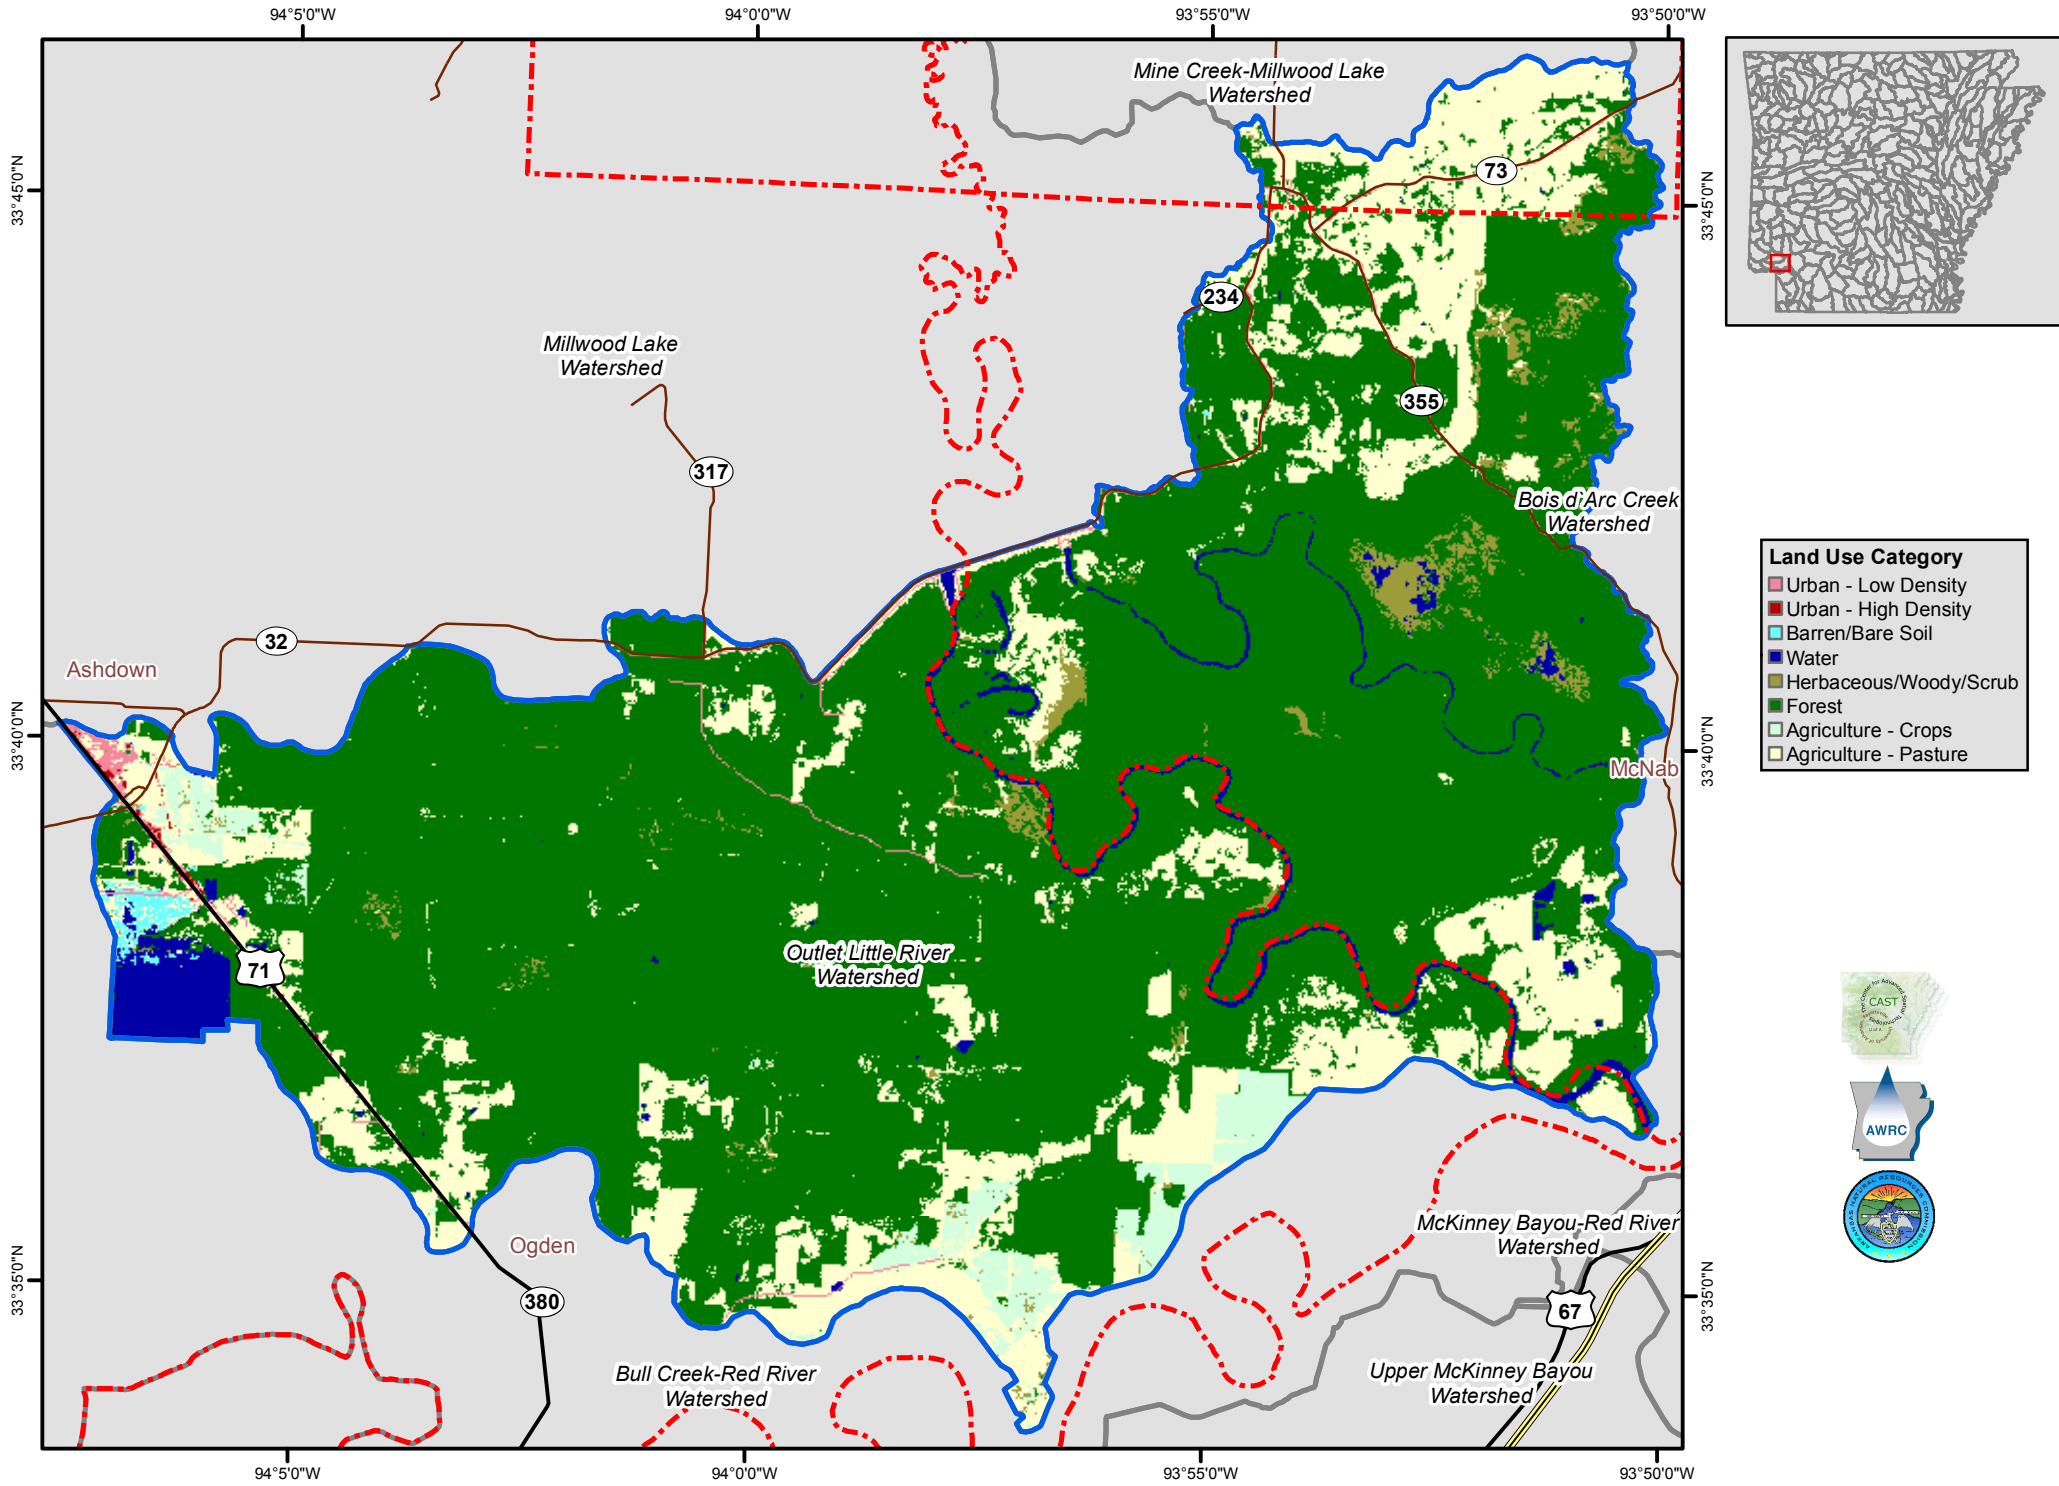 94°5'0"W
94°0'0"W
93°55'0"W
93°50'0"W
Mine Creek-Millwood Lake
Watershed
73
33°45'0"N
33°45'0"N
234
Millwood Lake
Watershed
355
317
Bois d'Arc Creek
Watershed
Land Use Category
Urban - Low Density
Urban - High Density
Barren/Bare Soil
Water
Herbaceous/Woody/Scrub
Forest
Agriculture - Crops
Agriculture - Pasture
32
Ashdown
33°40'0"N
33°40'0"N
McNab
Outlet Little River
Watershed
71
CAST
AWRC
ARKANSAS NATURAL RESOURCES COMMISSION
McKinney Bayou-Red River
Watershed
Ogden
33°35'0"N
33°35'0"N
380
67
Bull Creek-Red River
Watershed
Upper McKinney Bayou
Watershed
94°5'0"W
94°0'0"W
93°55'0"W
93°50'0"W